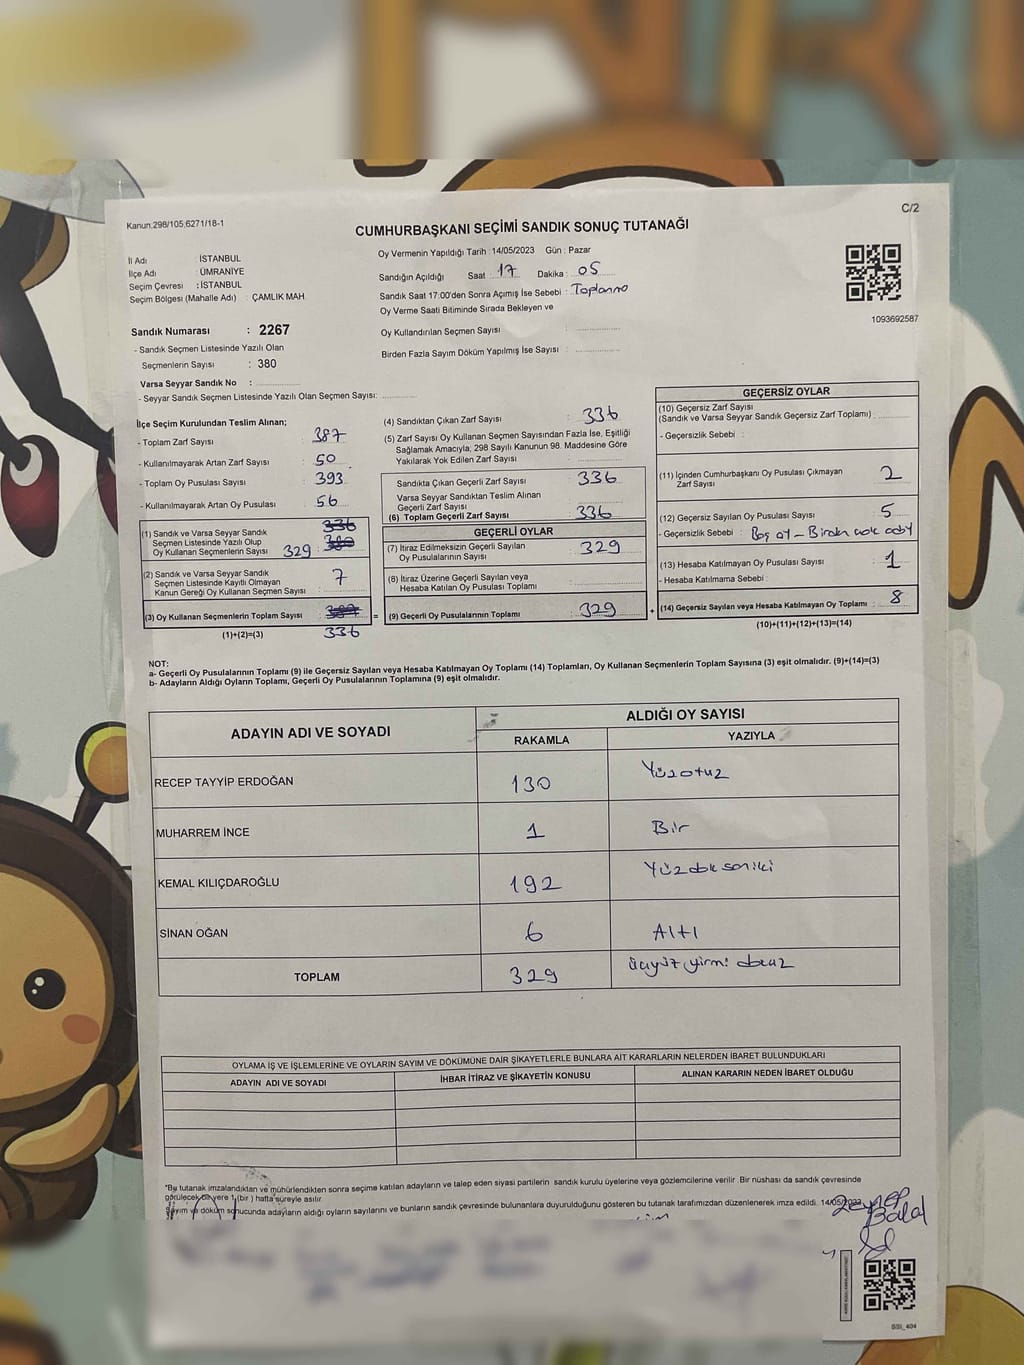 C/2
Kanun:298/105;6271/18-1
CUMHURBAŞKANI SEÇİMİ SANDIK SONUÇ TUTANAĞI
İl Adı : İSTANBUL
İlçe Adı : ÜMRANİYE
Seçim Çevresi : İSTANBUL
Seçim Bölgesi (Mahalle Adı) : ÇAMLIK MAH.
Oy Vermenin Yapıldığı Tarih : 14/05/2023 Gün : Pazar
Sandığın Açıldığı Saat : 17 Dakika : 05
Sandık Saat 17:00'den Sonra Açılmış İse Sebebi :
Oy Verme Saati Bitiminde Sırada Bekleyen ve
Oy Kullandırılan Seçmen Sayısı :
Birden Fazla Sayım Döküm Yapılmış İse Sayısı :
1093692587
Sandık Numarası : 2267
- Sandık Seçmen Listesinde Yazılı Olan
Seçmenlerin Sayısı : 380
Varsa Seyyar Sandık No :
- Seyyar Sandık Seçmen Listesinde Yazılı Olan Seçmen Sayısı:
İlçe Seçim Kurulundan Teslim Alınan;
- Toplam Zarf Sayısı : 387
- Kullanılmayarak Artan Zarf Sayısı : 50
- Toplam Oy Pusulası Sayısı : 393
- Kullanılmayarak Artan Oy Pusulası : 56
(1) Sandık ve Varsa Seyyar Sandık
Seçmen Listesinde Yazılı Olup
Oy Kullanan Seçmenlerin Sayısı 329
(2) Sandık ve Varsa Seyyar Sandık
Seçmen Listesinde Kayıtlı Olmayan
Kanun Gereği Oy Kullanan Seçmen Sayısı : 7
(3) Oy Kullanan Seçmenlerin Toplam Sayısı :
(1)+(2)=(3) 336
(4) Sandıktan Çıkan Zarf Sayısı : 336
(5) Zarf Sayısı Oy Kullanan Seçmen Sayısından Fazla İse, Eşitliği
Sağlamak Amacıyla; 298 Sayılı Kanunun 98. Maddesine Göre
Yakılarak Yok Edilen Zarf Sayısı :
Sandıkta Çıkan Geçerli Zarf Sayısı : 336
Varsa Seyyar Sandıktan Teslim Alınan
Geçerli Zarf Sayısı :
(6) Toplam Geçerli Zarf Sayısı : 336
GEÇERLİ OYLAR
(7) İtiraz Edilmeksizin Geçerli Sayılan
Oy Pusulalarının Sayısı : 329
(8) İtiraz Üzerine Geçerli Sayılan veya
Hesaba Katılan Oy Pusulası Toplamı :
= (9) Geçerli Oy Pusulalarının Toplamı : 329 +
GEÇERSİZ OYLAR
(10) Geçersiz Zarf Sayısı
(Sandık ve Varsa Seyyar Sandık Geçersiz Zarf Toplamı) :
- Geçersizlik Sebebi :
(11) İçinden Cumhurbaşkanı Oy Pusulası Çıkmayan
Zarf Sayısı : 2
(12) Geçersiz Sayılan Oy Pusulası Sayısı : 5
- Geçersizlik Sebebi : Boş oy -
(13) Hesaba Katılmayan Oy Pusulası Sayısı : 1
- Hesaba Katılmama Sebebi :
(14) Geçersiz Sayılan veya Hesaba Katılmayan Oy Toplamı : 8
(10)+(11)+(12)+(13)=(14)
NOT:
a- Geçerli Oy Pusulalarının Toplamı (9) ile Geçersiz Sayılan veya Hesaba Katılmayan Oy Toplamı (14) Toplamları, Oy Kullanan Seçmenlerin Toplam Sayısına (3) eşit olmalıdır. (9)+(14)=(3)
b- Adayların Aldığı Oyların Toplamı, Geçerli Oy Pusulalarının Toplamına (9) eşit olmalıdır.
ADAYIN ADI VE SOYADI
ALDIĞI OY SAYISI
RAKAMLA YAZIYLA
RECEP TAYYİP ERDOĞAN 130 Yüzotuz
MUHARREM İNCE 1 Bir
KEMAL KILIÇDAROĞLU 192 Yüzdoksaniki
SİNAN OĞAN 6 Altı
TOPLAM 329 üçyüzyirmi dokuz
OYLAMA İŞ VE İŞLEMLERİNE VE OYLARIN SAYIM VE DÖKÜMÜNE DAİR ŞİKAYETLERLE BUNLARA AİT KARARLARIN NELERDEN İBARET BULUNDUKLARI
ADAYIN ADI VE SOYADI İHBAR İTİRAZ VE ŞİKAYETİN KONUSU ALINAN KARARIN NEDEN İBARET OLDUĞU
*Bu tutanak imzalandıktan ve mühürlendikten sonra seçime katılan adayların ve talep eden siyasi partilerin sandık kurulu üyelerine veya gözlemcilerine verilir. Bir nüshası da sandık çevresinde
görülecek bir yere 1 (bir) hafta süreyle asılır.
Sayım ve döküm sonucunda adayların aldığı oyların sayılarını ve bunların sandık çevresinde bulunanlara duyurulduğunu gösteren bu tutanak tarafımızdan düzenlenerek imza edildi. 14/05/2023
Zeynep
Balal